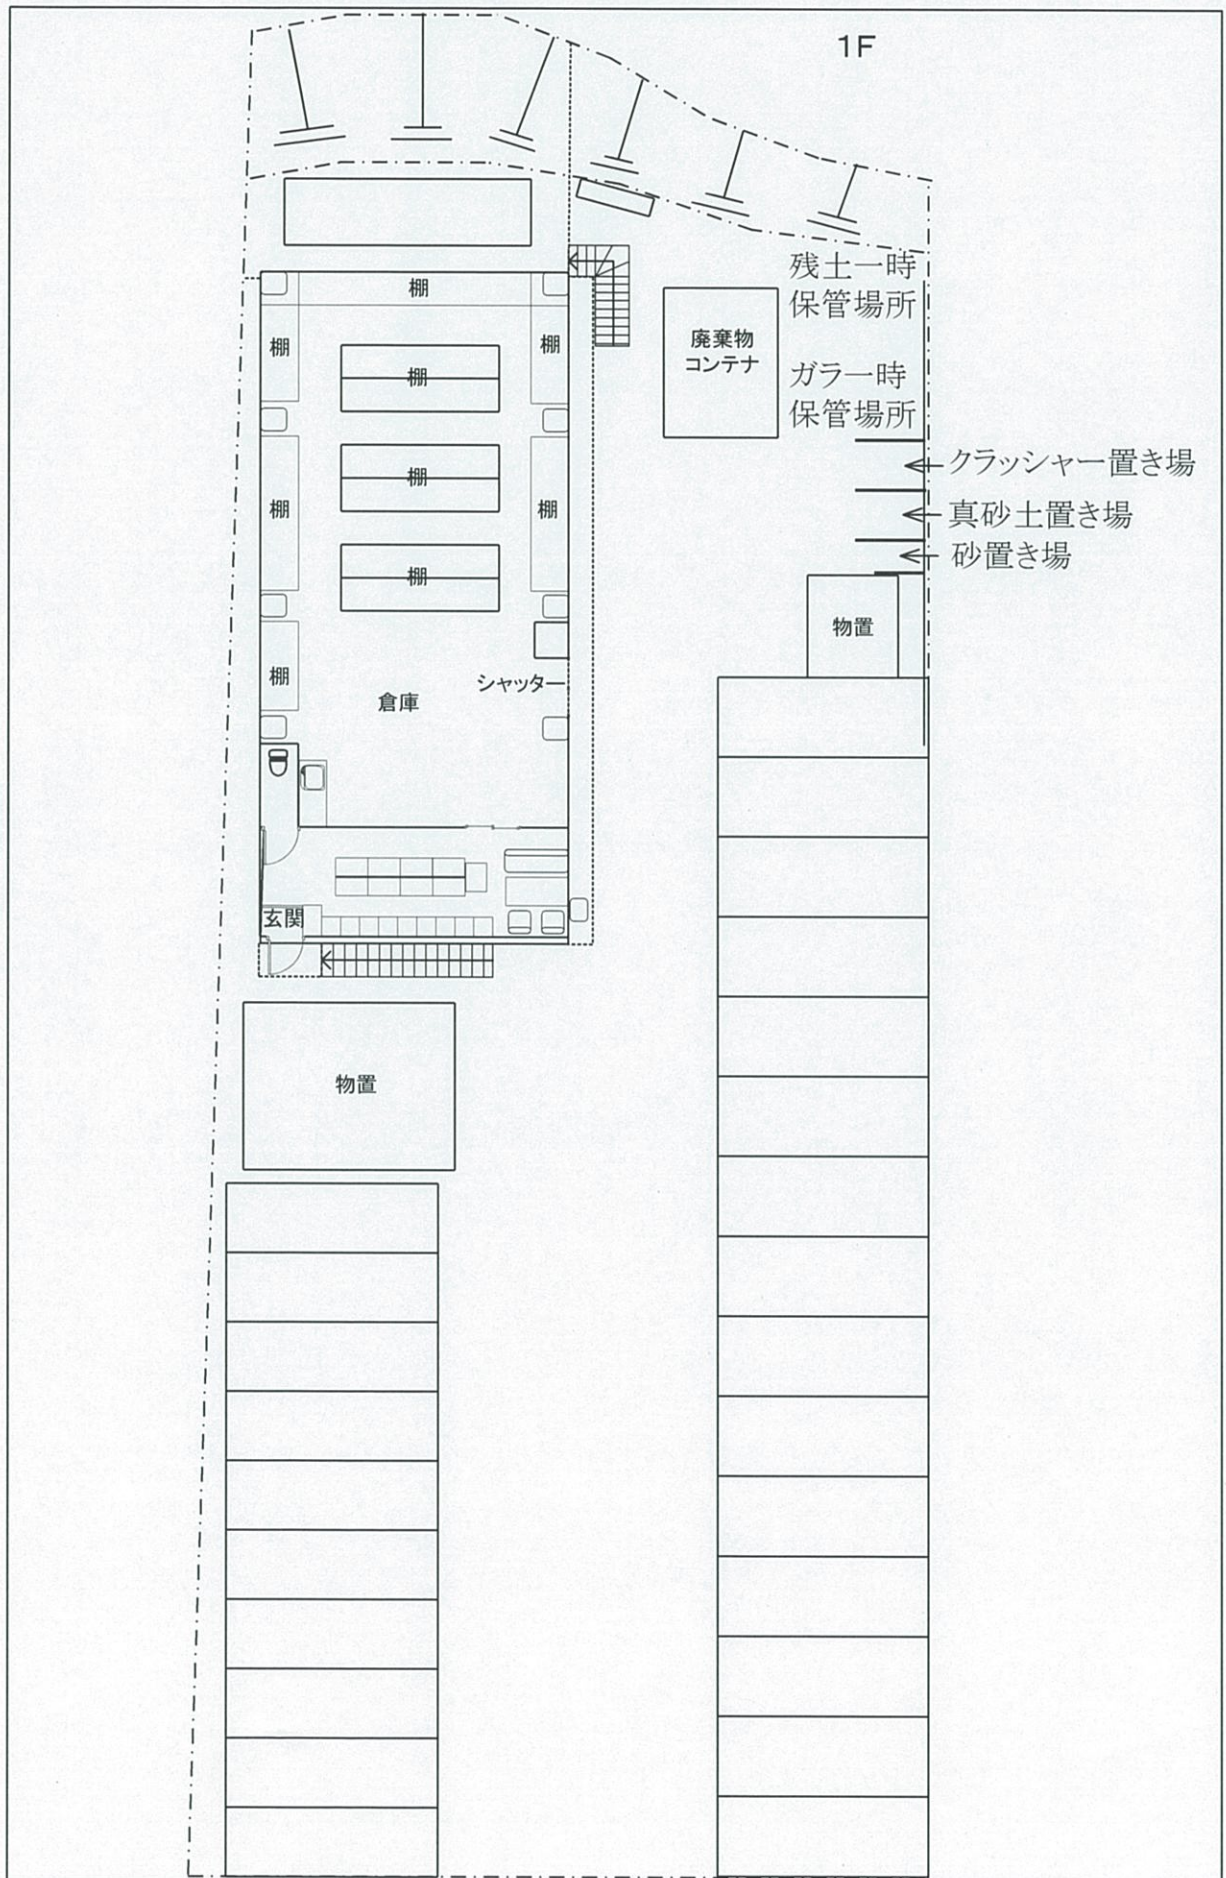 1F
残土一時
保管場所
棚
棚
棚
廃棄物
コンテナ
棚
ガラ一時
保管場所
クラッシャー置き場
棚
棚
棚
真砂土置き場
砂置き場
棚
物置
棚
シャッター
倉庫
玄関
物置